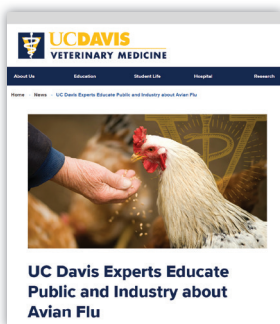 UCDAVIS
VETERINARY MEDICINE
About Us Education Student Life Hospital Research
Home News UC Davis Experts Educate Public and Industry about Avian Flu
UC Davis Experts Educate
Public and Industry about
Avian Flu